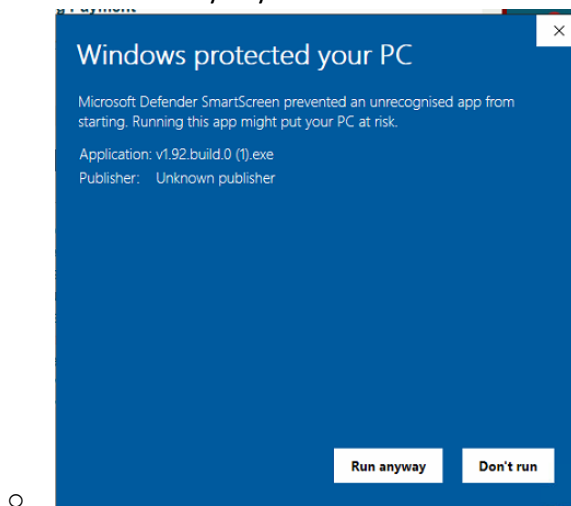 Payment
Windows protected your PC
Microsoft Defender SmartScreen prevented an unrecognised app from
starting. Running this app might put your PC at risk.
Application: v1.92.build.0 (1).exe
Publisher: Unknown publisher
Run anyway
Don't run